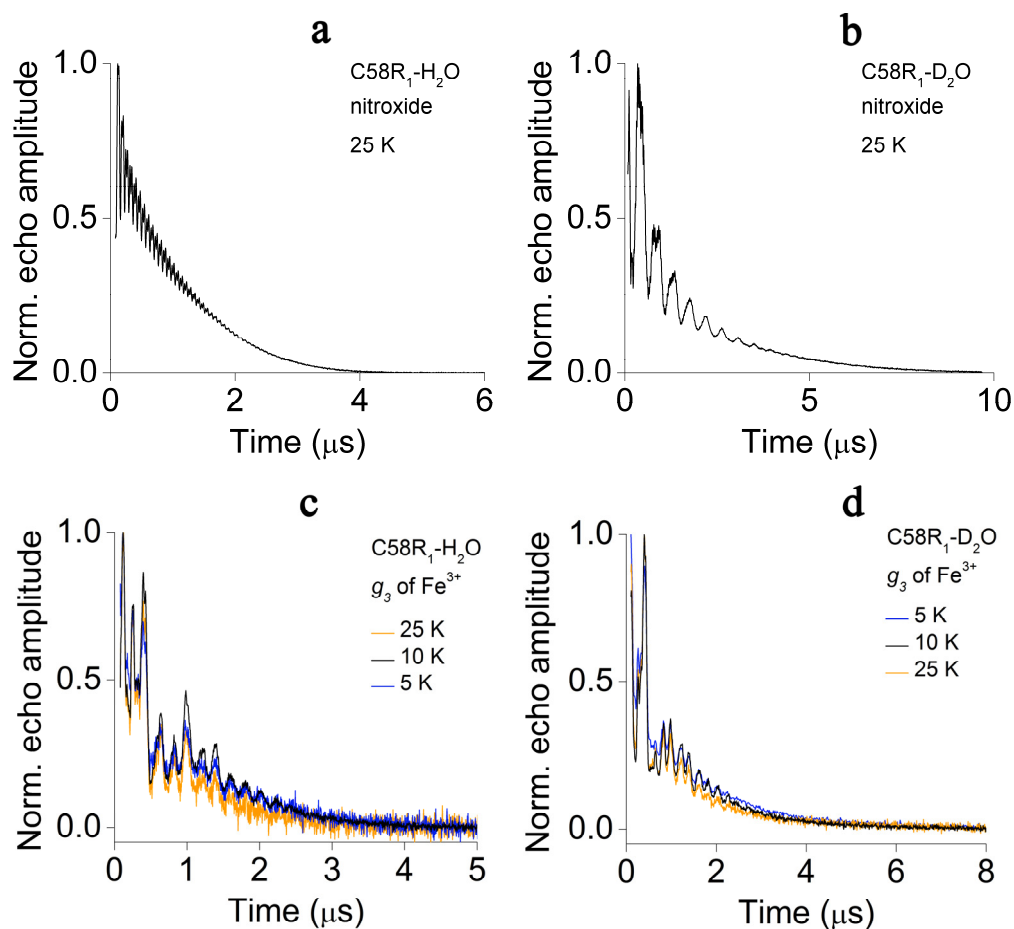 a
C58R₁-H₂O
nitroxide
25 K
Norm. echo amplitude
1.0
0.5
0.0
0
2
4
6
Time (μs)
b
C58R₁-D₂O
nitroxide
25 K
Norm. echo amplitude
1.0
0.5
0.0
0
5
10
Time (μs)
c
C58R₁-H₂O
g₃ of Fe³⁺
25 K
10 K
5 K
Norm. echo amplitude
1.0
0.5
0.0
0
1
2
3
4
5
Time (μs)
d
C58R₁-D₂O
g₃ of Fe³⁺
5 K
10 K
25 K
Norm. echo amplitude
1.0
0.5
0.0
0
2
4
6
8
Time (μs)